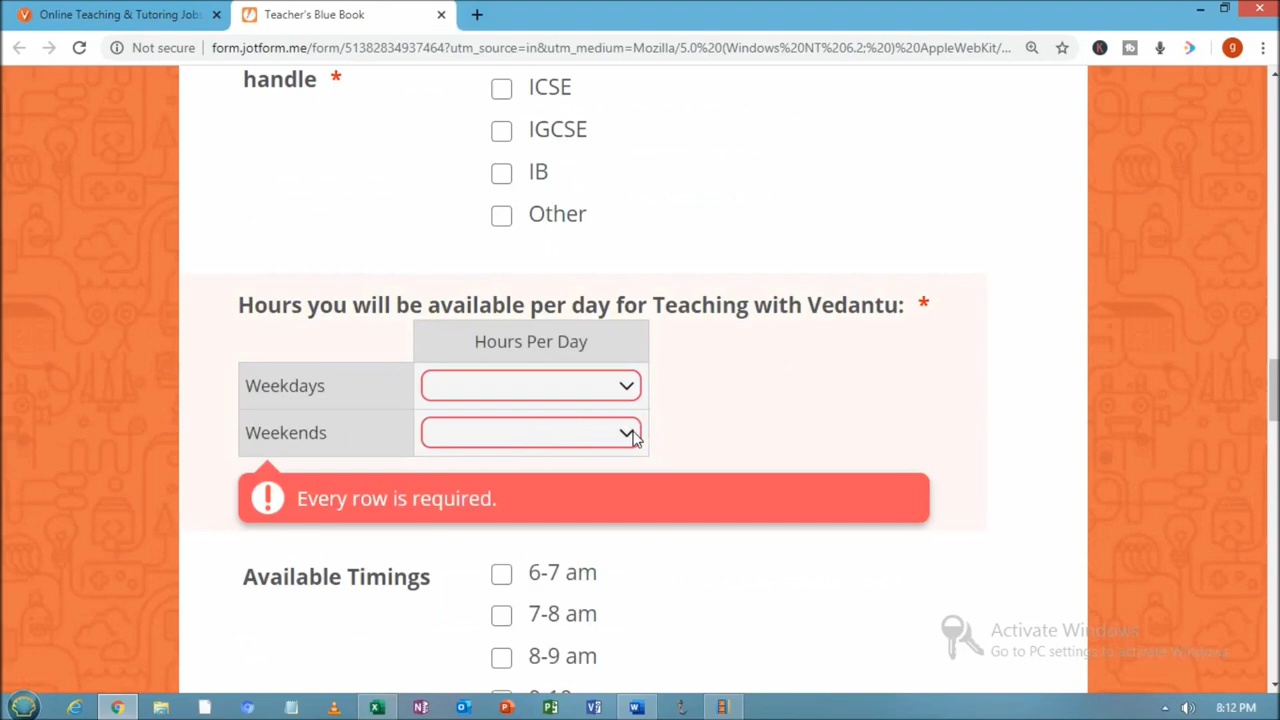 Online Teaching & Tutoring Jobs
Teacher's Blue Book
Not secure
form.jotform.me/form/51382834937464?utm_source=in&utm_medium=Mozilla/5.0%20(Windows%20NT%206.2;%20)%20AppleWebKit/...
g
handle *
ICSE
IGCSE
IB
Other
Hours you will be available per day for Teaching with Vedantu: *
Hours Per Day
Weekdays
Weekends
Every row is required.
Available Timings
6-7 am
7-8 am
8-9 am
Activate Windows
Go to PC settings to activate Windows.
8:12 PM